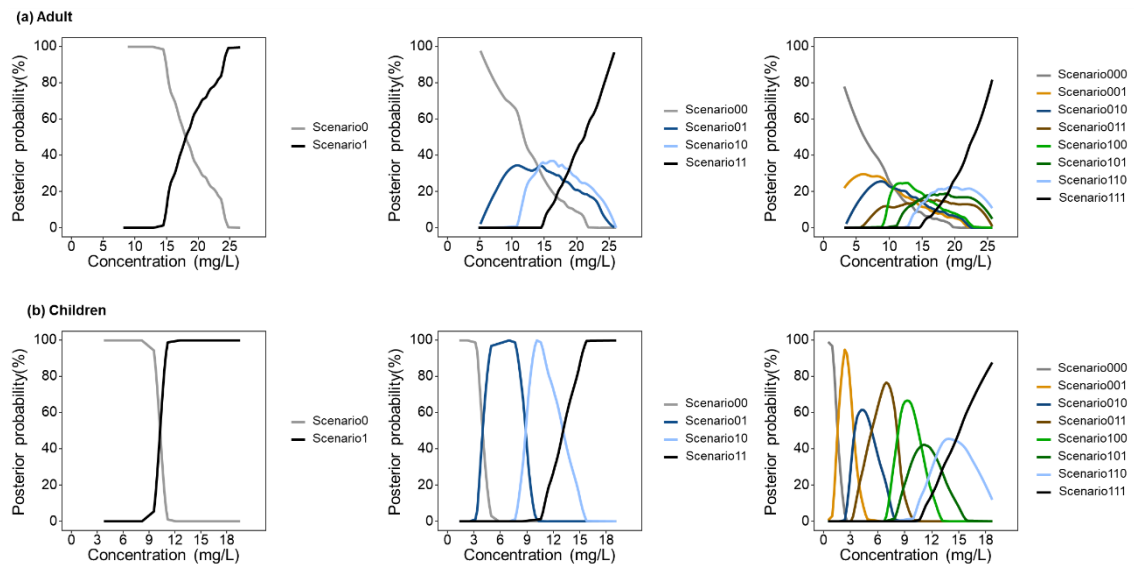 (a) Adult
Posterior probability(%)
100
80
60
40
20
0
0 5 10 15 20 25
Concentration (mg/L)
Scenario0
Scenario1
Posterior probability(%)
100
80
60
40
20
0
0 5 10 15 20 25
Concentration (mg/L)
Scenario00
Scenario01
Scenario10
Scenario11
Posterior probability(%)
100
80
60
40
20
0
0 5 10 15 20 25
Concentration (mg/L)
Scenario000
Scenario001
Scenario010
Scenario011
Scenario100
Scenario101
Scenario110
Scenario111
(b) Children
Posterior probability(%)
100
80
60
40
20
0
0 3 6 9 12 15 18
Concentration (mg/L)
Scenario0
Scenario1
Posterior probability(%)
100
80
60
40
20
0
0 3 6 9 12 15 18
Concentration (mg/L)
Scenario00
Scenario01
Scenario10
Scenario11
Posterior probability(%)
100
80
60
40
20
0
0 3 6 9 12 15 18
Concentration (mg/L)
Scenario000
Scenario001
Scenario010
Scenario011
Scenario100
Scenario101
Scenario110
Scenario111